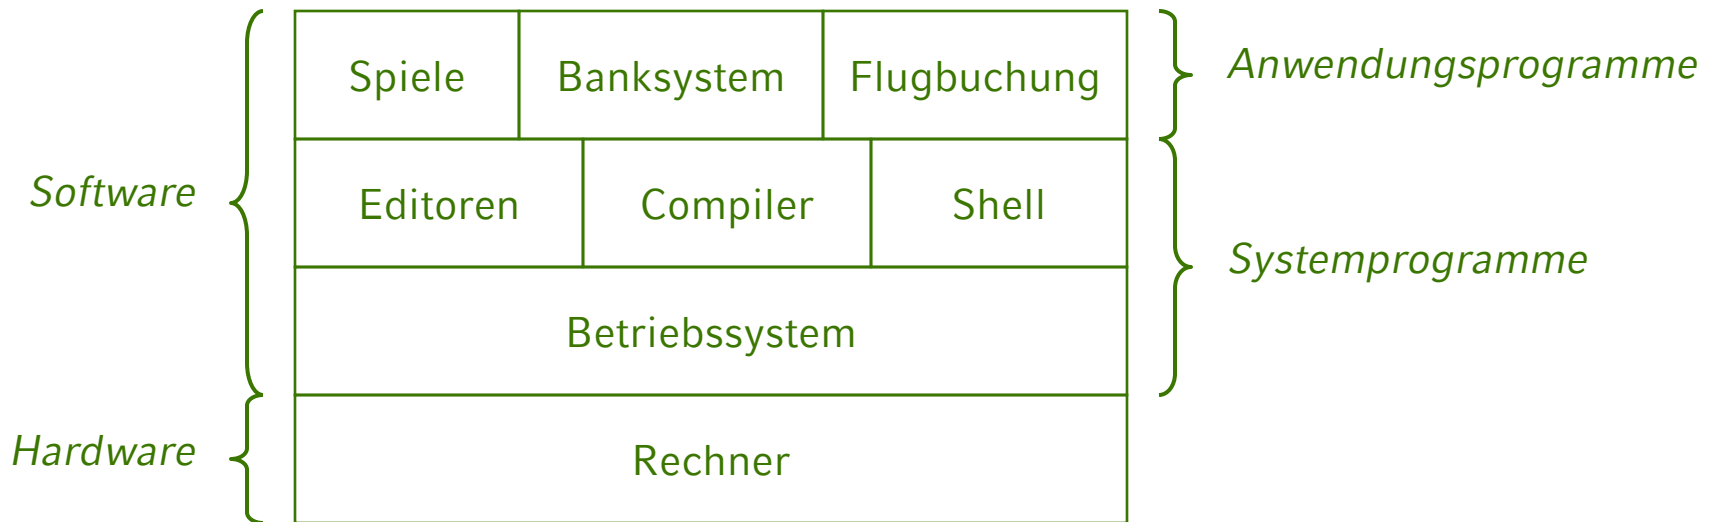 Spiele Banksystem Flugbuchung
Anwendungsprogramme
Software
Editoren Compiler Shell
Systemprogramme
Betriebssystem
Hardware
Rechner